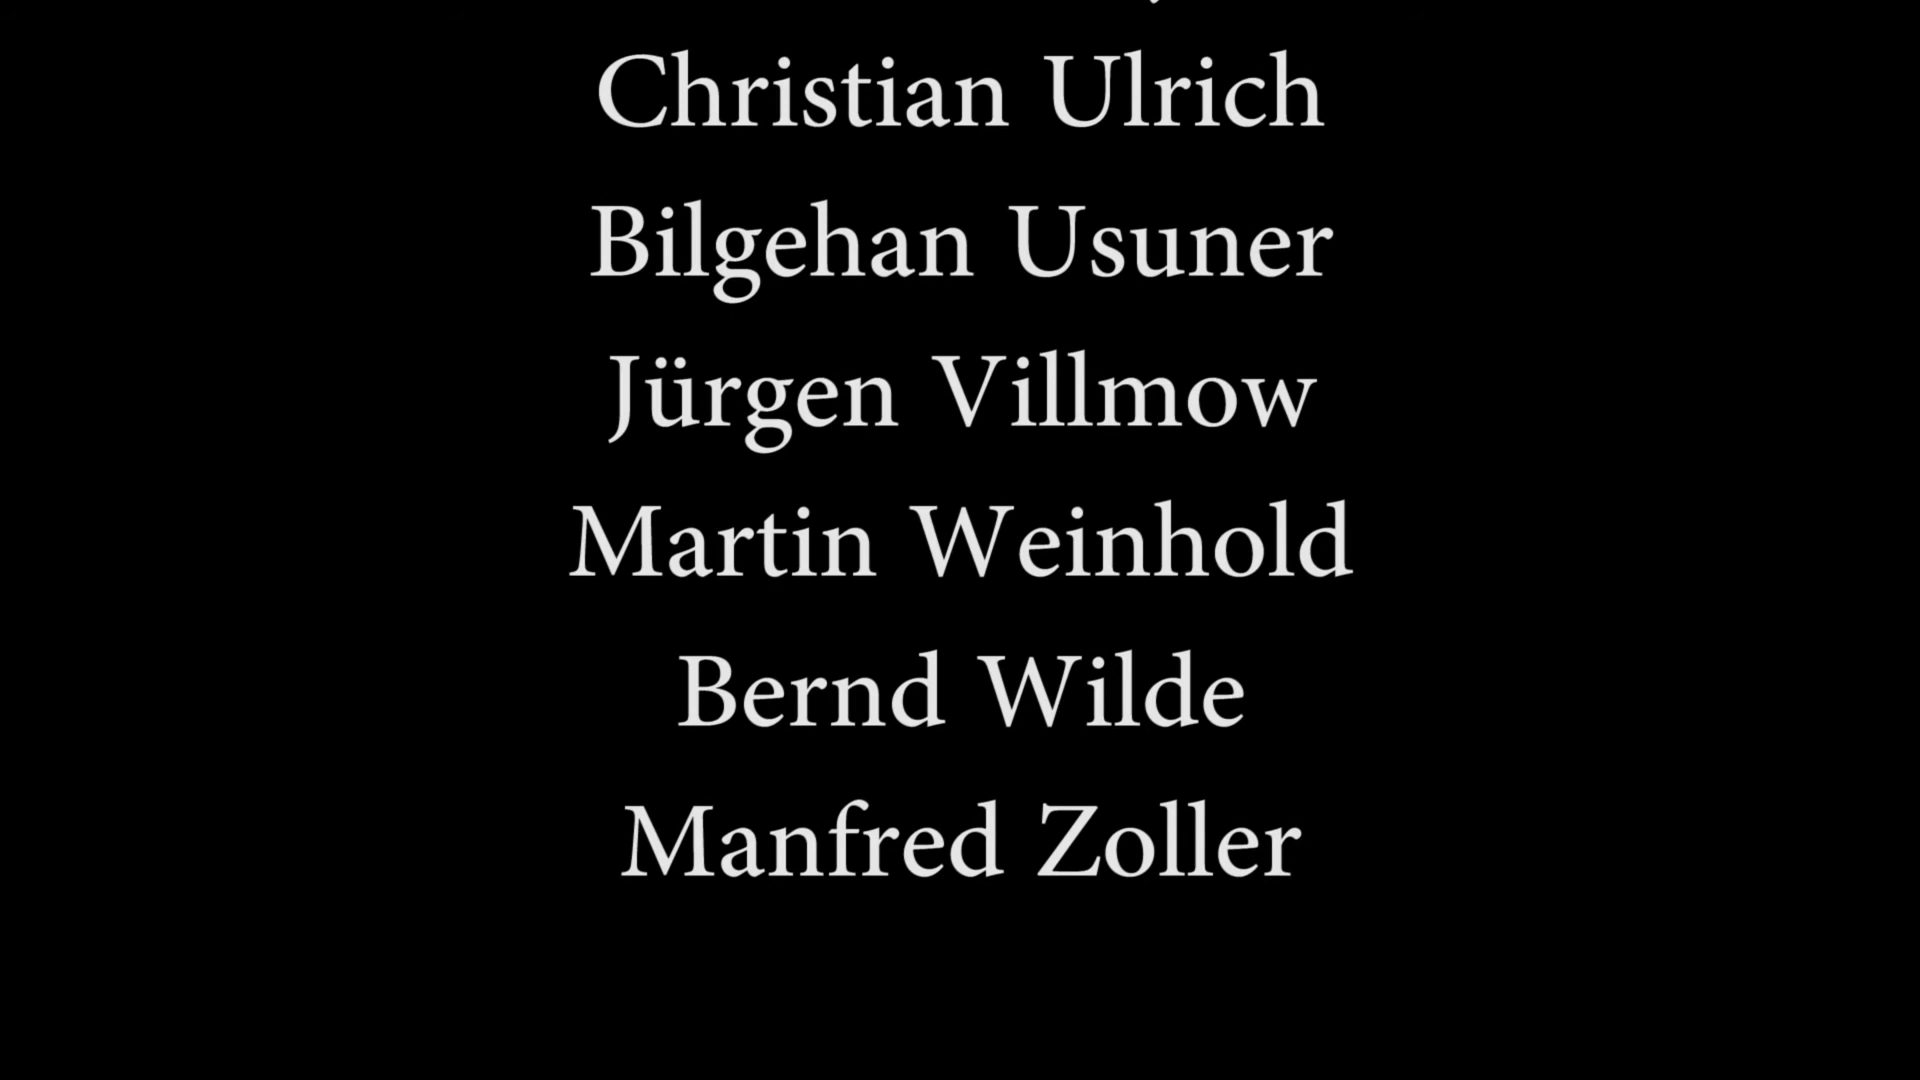 Christian Ulrich
Bilgehan Usuner
Jürgen Villmow
Martin Weinhold
Bernd Wilde
Manfred Zoller